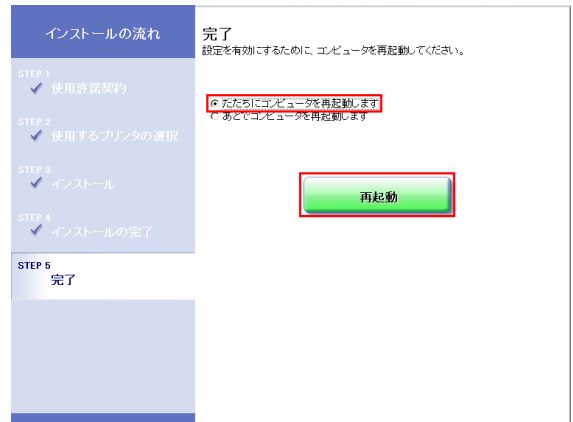 インストールの流れ
STEP 1
使用許諾契約
STEP 2
使用するプリンタの選択
STEP 3
インストール
STEP 4
インストールの完了
STEP 5
完了
完了
設定を有効にするために、コンピュータを再起動してください。
ただちにコンピュータを再起動します
あとでコンピュータを再起動します
再起動